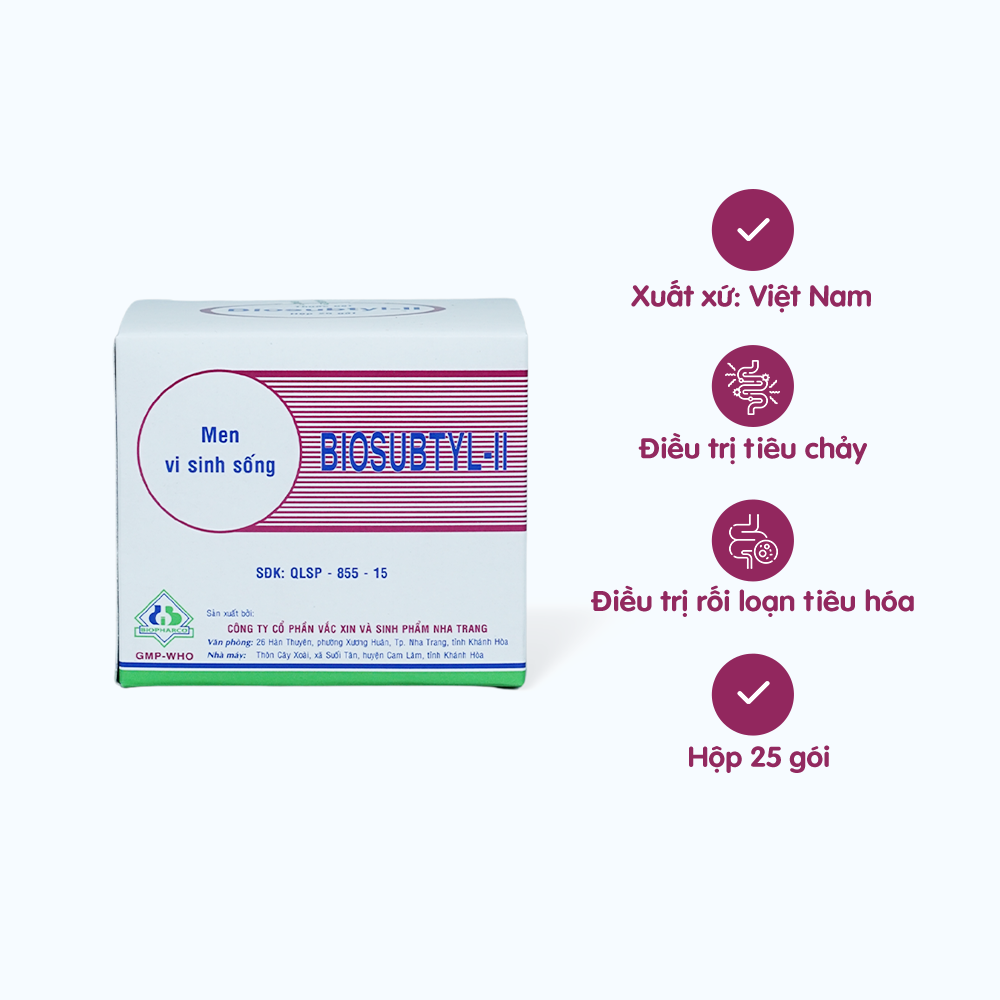 Biosubtyl-II
Men
vi sinh sống
BIOSUBTYL-II
SĐK: QLSP - 855 - 15
BIOPHARCO
GMP-WHO
Sản xuất bởi:
CÔNG TY CỔ PHẦN VẮC XIN VÀ SINH PHẨM NHA TRANG
Văn phòng: 26 Hàn Thuyên, phường Xương Huân, Tp. Nha Trang, tỉnh Khánh Hòa
Nhà máy: Thôn Cây Xoài, xã Suối Tân, huyện Cam Lâm, tỉnh Khánh Hòa
Xuất xứ: Việt Nam
Điều trị tiêu chảy
Điều trị rối loạn tiêu hóa
Hộp 25 gói